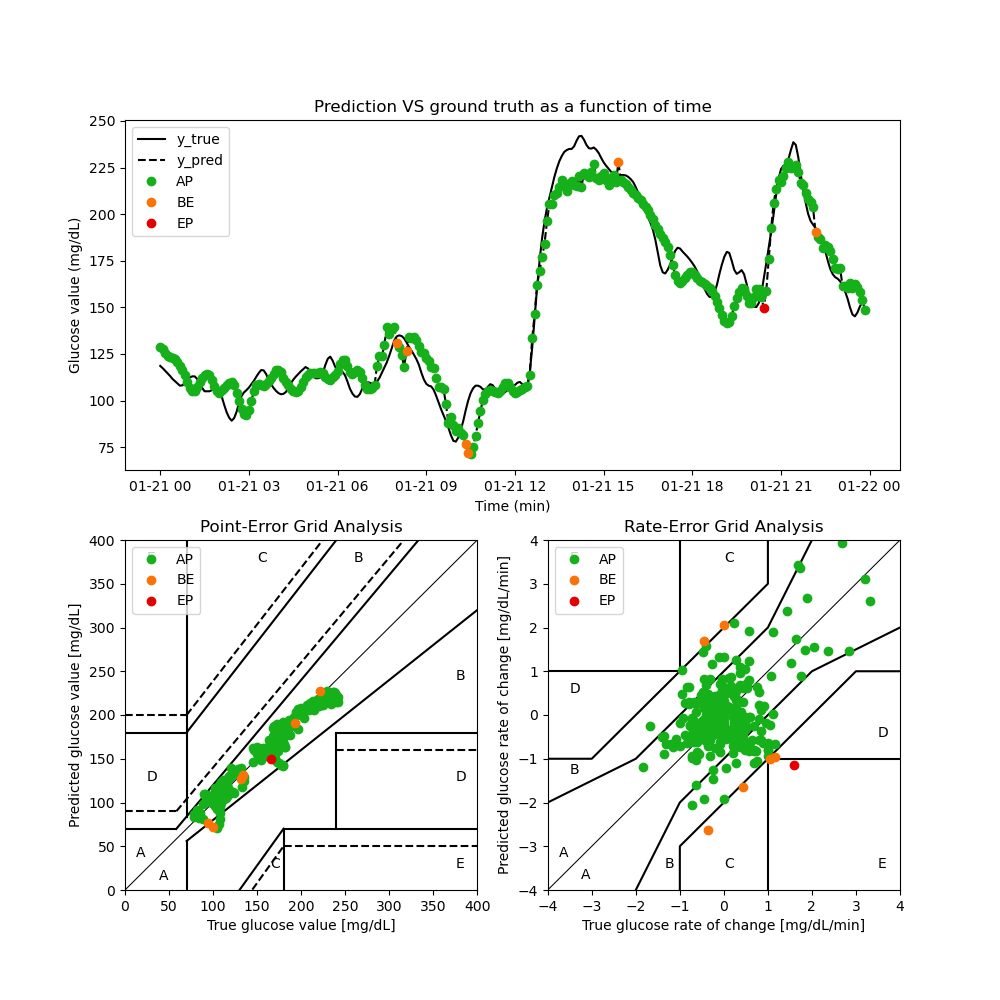 Prediction VS ground truth as a function of time
Glucose value (mg/dL)
250
225
200
175
150
125
100
75
y_true
y_pred
AP
BE
EP
01-21 00 01-21 03 01-21 06 01-21 09 01-21 12 01-21 15 01-21 18 01-21 21 01-22 00
Time (min)
Point-Error Grid Analysis
Predicted glucose value [mg/dL]
400
350
300
250
200
150
100
50
0
AP
BE
EP
C
B
B
D
D
A
A
C
E
0 50 100 150 200 250 300 350 400
True glucose value [mg/dL]
Rate-Error Grid Analysis
Predicted glucose rate of change [mg/dL/min]
4
3
2
1
0
−1
−2
−3
−4
AP
BE
EP
C
D
D
B
A
A
B
C
E
−4 −3 −2 −1 0 1 2 3 4
True glucose rate of change [mg/dL/min]